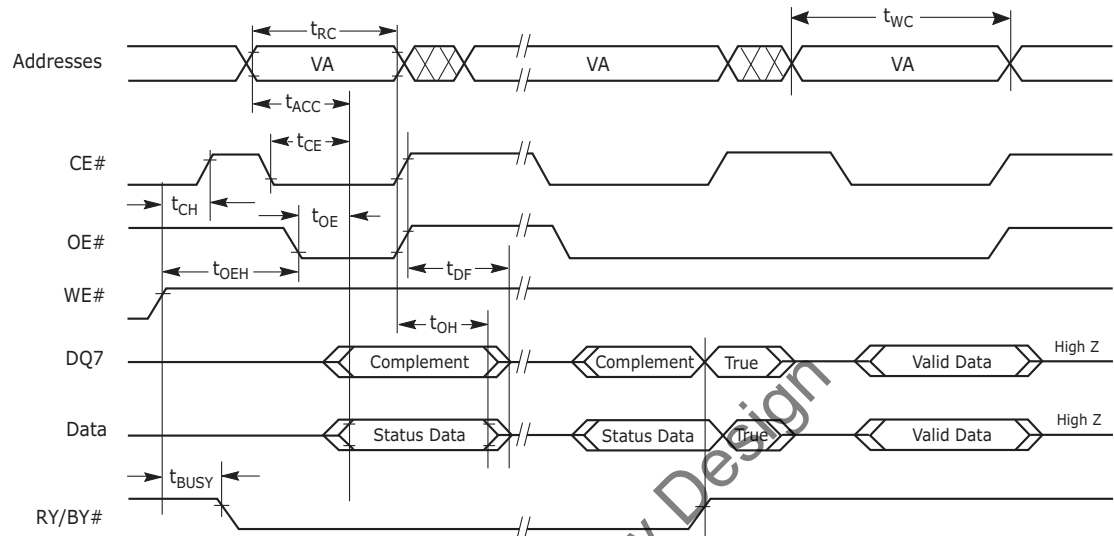 tRC
tWC
Addresses
VA
VA
VA
tACC
tCE
CE#
tCH
tOE
OE#
tDF
tOEH
WE#
tOH
DQ7
Complement
Complement
True
Valid Data
High Z
Data
Status Data
Status Data
True
Valid Data
High Z
tBUSY
RY/BY#
w Design